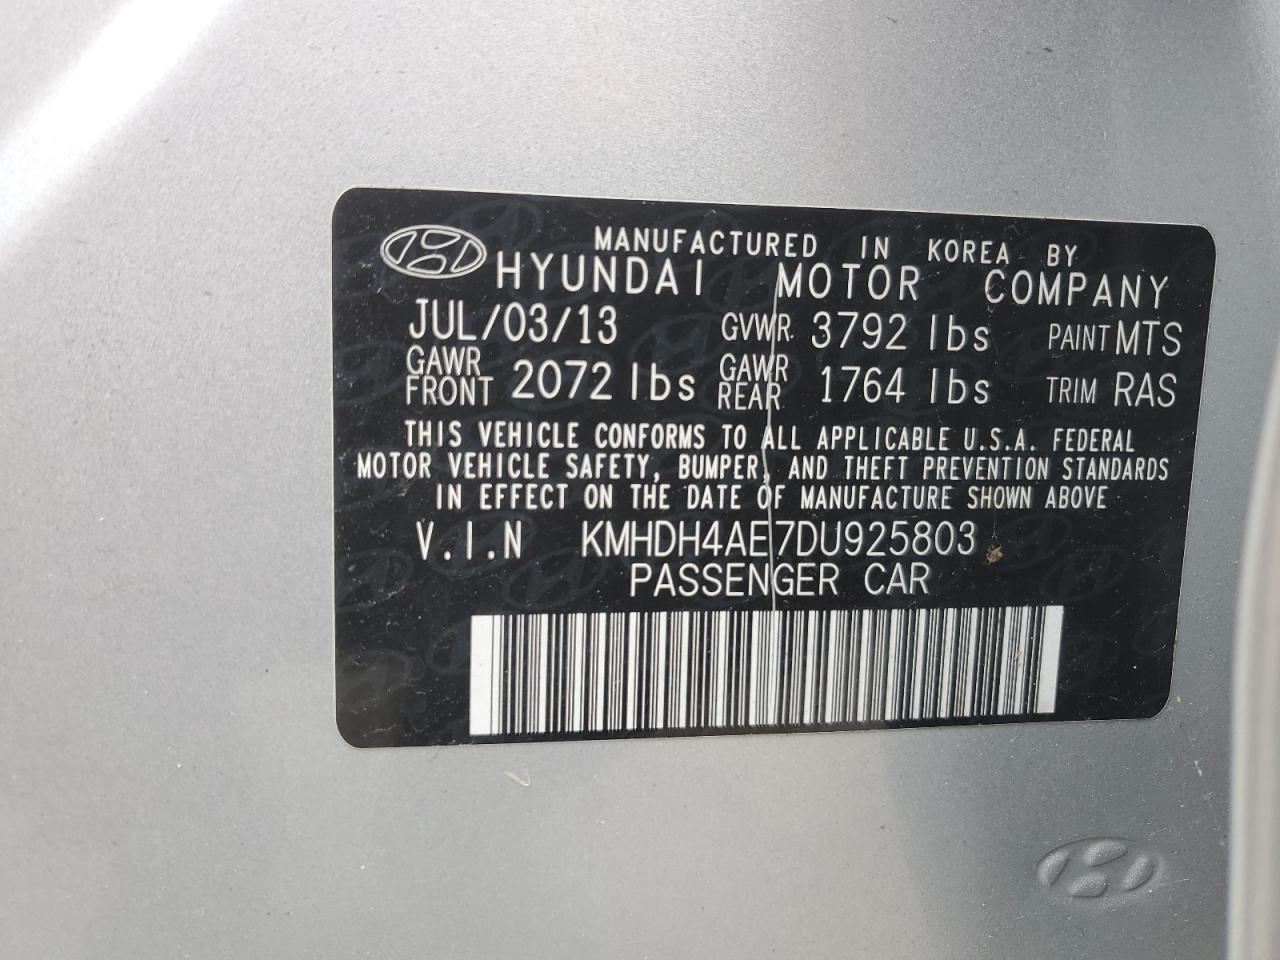 MANUFACTURED IN KOREA BY
HYUNDAI MOTOR COMPANY
JUL/03/13 GVWR 3792 lbs PAINT MTS
GAWR FRONT 2072 lbs GAWR REAR 1764 lbs TRIM RAS
THIS VEHICLE CONFORMS TO ALL APPLICABLE U.S.A. FEDERAL
MOTOR VEHICLE SAFETY, BUMPER, AND THEFT PREVENTION STANDARDS
IN EFFECT ON THE DATE OF MANUFACTURE SHOWN ABOVE
V.I.N KMHDH4AE7DU925803
PASSENGER CAR